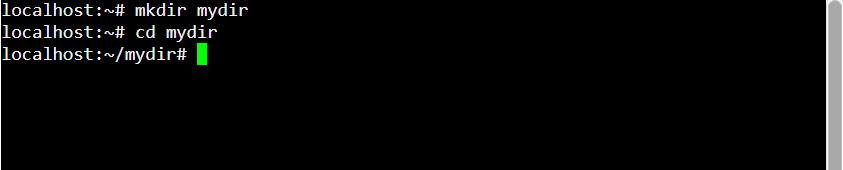 localhost:~# mkdir mydir
localhost:~# cd mydir
localhost:~/mydir#